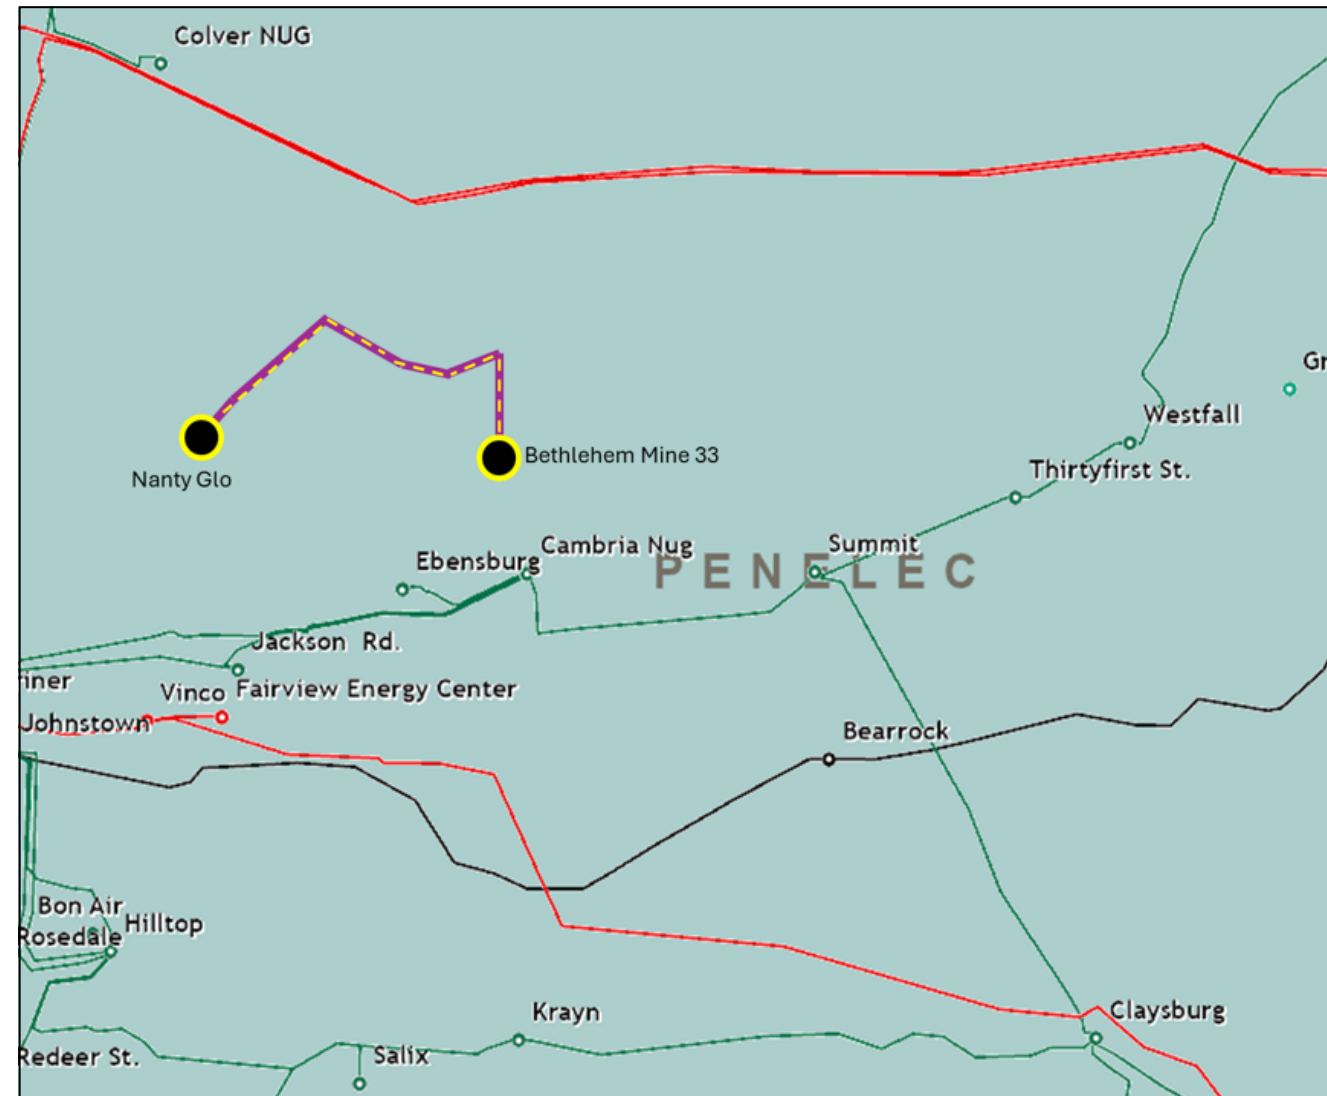 Colver NUG
Gr
Westfall
Thirtyfirst St.
Bethlehem Mine 33
Nanty Glo
Summit
Cambria Nug
Ebensburg
PENELEC
Jackson Rd.
iner
Vinco
Fairview Energy Center
Johnstown
Bearrock
Bon Air
Hilltop
Rosedale
Krayn
Claysburg
Redeer St.
Salix